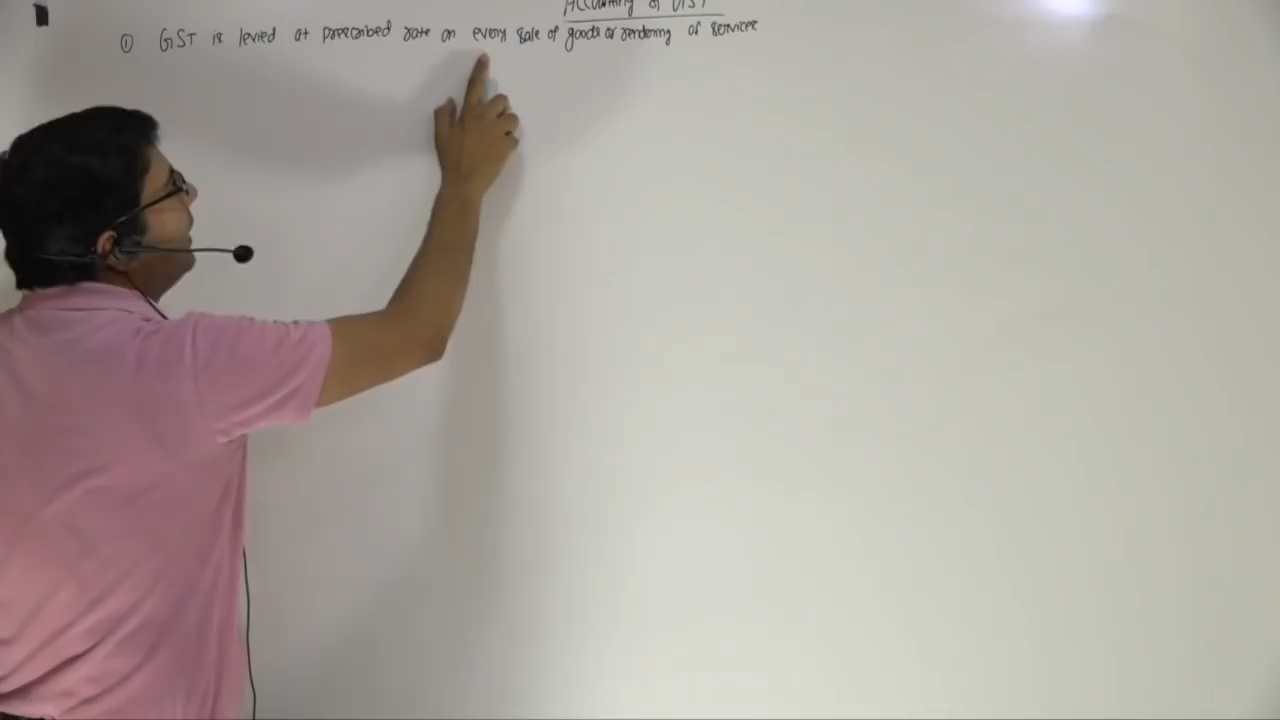 Accounting of GST
① GST is levied at prescribed rate on every sale of goods or rendering of services